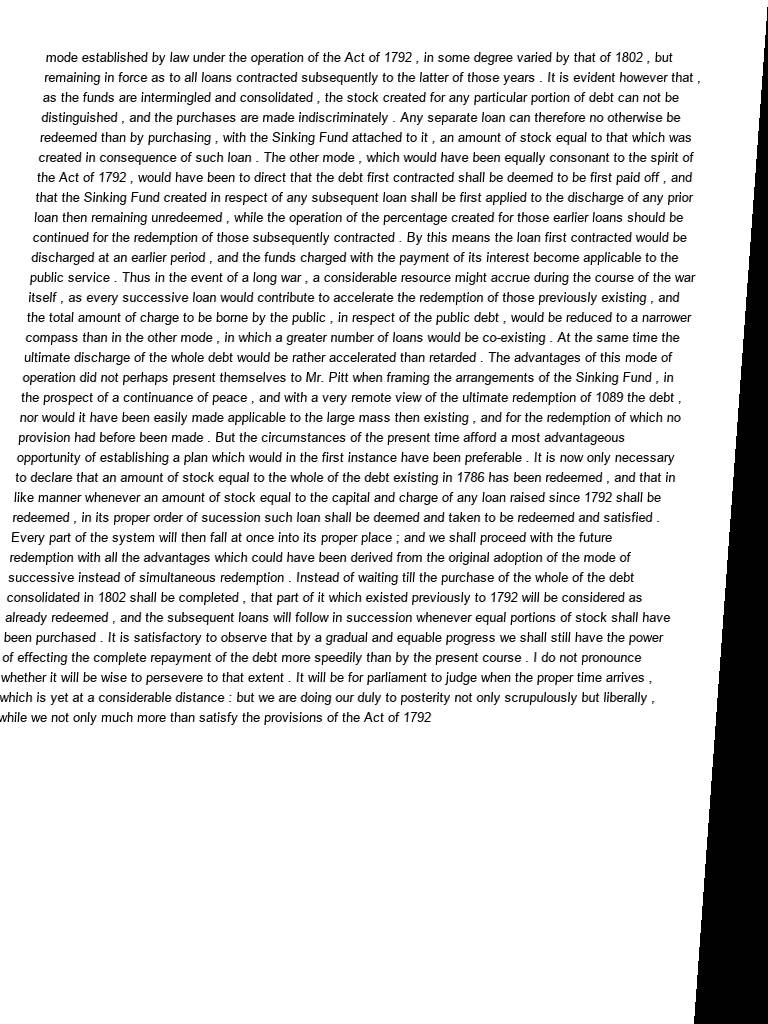 mode established by law under the operation of the Act of 1792 , in some degree varied by that of 1802 , but
remaining in force as to all loans contracted subsequently to the latter of those years . It is evident however that ,
as the funds are intermingled and consolidated , the stock created for any particular portion of debt can not be
distinguished , and the purchases are made indiscriminately . Any separate loan can therefore no otherwise be
redeemed than by purchasing , with the Sinking Fund attached to it , an amount of stock equal to that which was
created in consequence of such loan . The other mode , which would have been equally consonant to the spirit of
the Act of 1792 , would have been to direct that the debt first contracted shall be deemed to be first paid off , and
that the Sinking Fund created in respect of any subsequent loan shall be first applied to the discharge of any prior
loan then remaining unredeemed , while the operation of the percentage created for those earlier loans should be
continued for the redemption of those subsequently contracted . By this means the loan first contracted would be
discharged at an earlier period , and the funds charged with the payment of its interest become applicable to the
public service . Thus in the event of a long war , a considerable resource might accrue during the course of the war
itself , as every successive loan would contribute to accelerate the redemption of those previously existing , and
the total amount of charge to be borne by the public , in respect of the public debt , would be reduced to a narrower
compass than in the other mode , in which a greater number of loans would be co-existing . At the same time the
ultimate discharge of the whole debt would be rather accelerated than retarded . The advantages of this mode of
operation did not perhaps present themselves to Mr. Pitt when framing the arrangements of the Sinking Fund , in
the prospect of a continuance of peace , and with a very remote view of the ultimate redemption of 1089 the debt ,
nor would it have been easily made applicable to the large mass then existing , and for the redemption of which no
provision had before been made . But the circumstances of the present time afford a most advantageous
opportunity of establishing a plan which would in the first instance have been preferable . It is now only necessary
to declare that an amount of stock equal to the whole of the debt existing in 1786 has been redeemed , and that in
like manner whenever an amount of stock equal to the capital and charge of any loan raised since 1792 shall be
redeemed , in its proper order of sucession such loan shall be deemed and taken to be redeemed and satisfied .
Every part of the system will then fall at once into its proper place ; and we shall proceed with the future
redemption with all the advantages which could have been derived from the original adoption of the mode of
successive instead of simultaneous redemption . Instead of waiting till the purchase of the whole of the debt
consolidated in 1802 shall be completed , that part of it which existed previously to 1792 will be considered as
already redeemed , and the subsequent loans will follow in succession whenever equal portions of stock shall have
been purchased . It is satisfactory to observe that by a gradual and equable progress we shall still have the power
of effecting the complete repayment of the debt more speedily than by the present course . I do not pronounce
whether it will be wise to persevere to that extent . It will be for parliament to judge when the proper time arrives ,
which is yet at a considerable distance : but we are doing our duly to posterity not only scrupulously but liberally ,
while we not only much more than satisfy the provisions of the Act of 1792